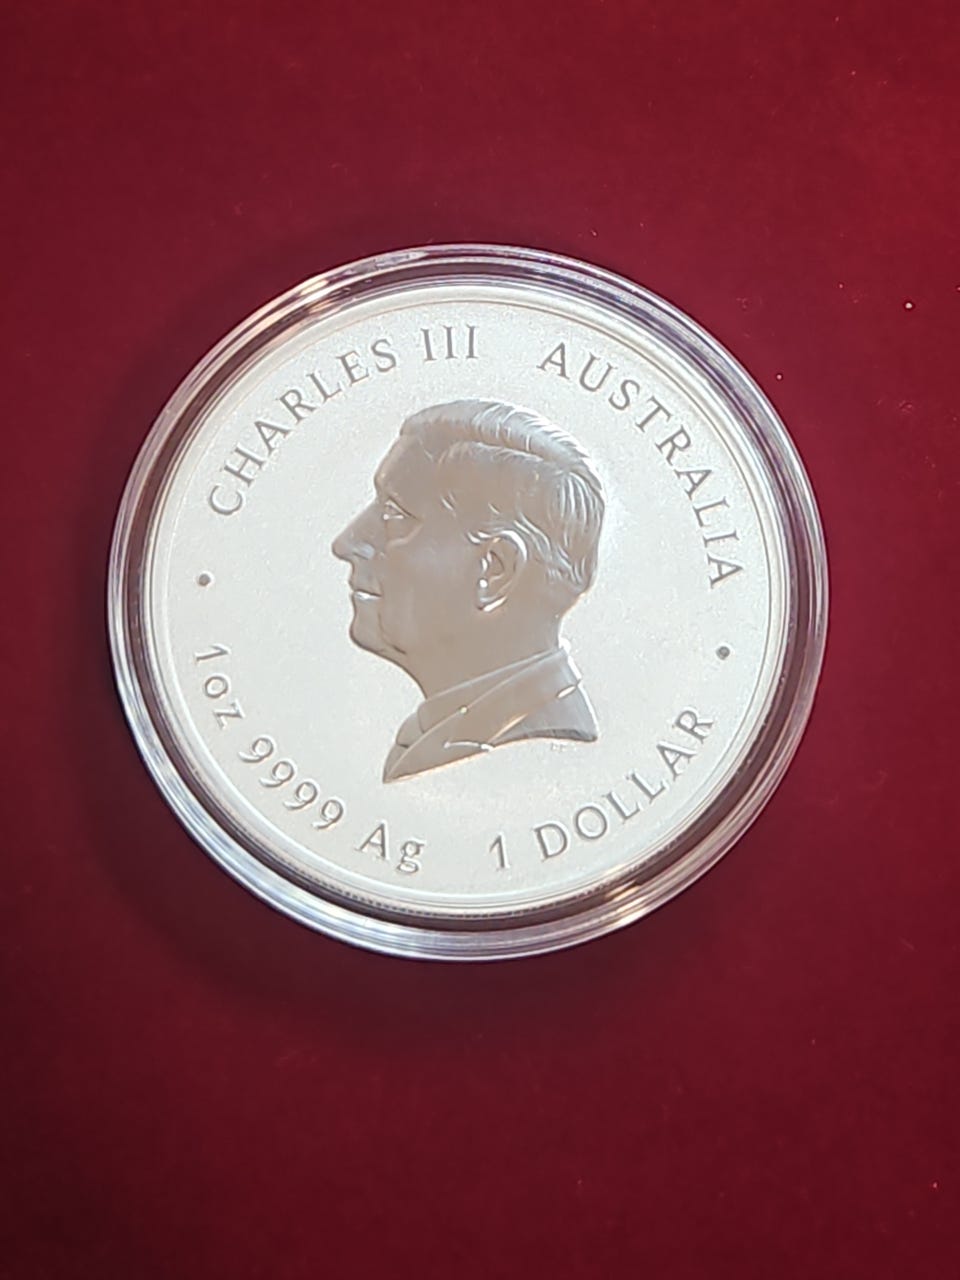 CHARLES III AUSTRALIA
1oz 9999 Ag 1 DOLLAR